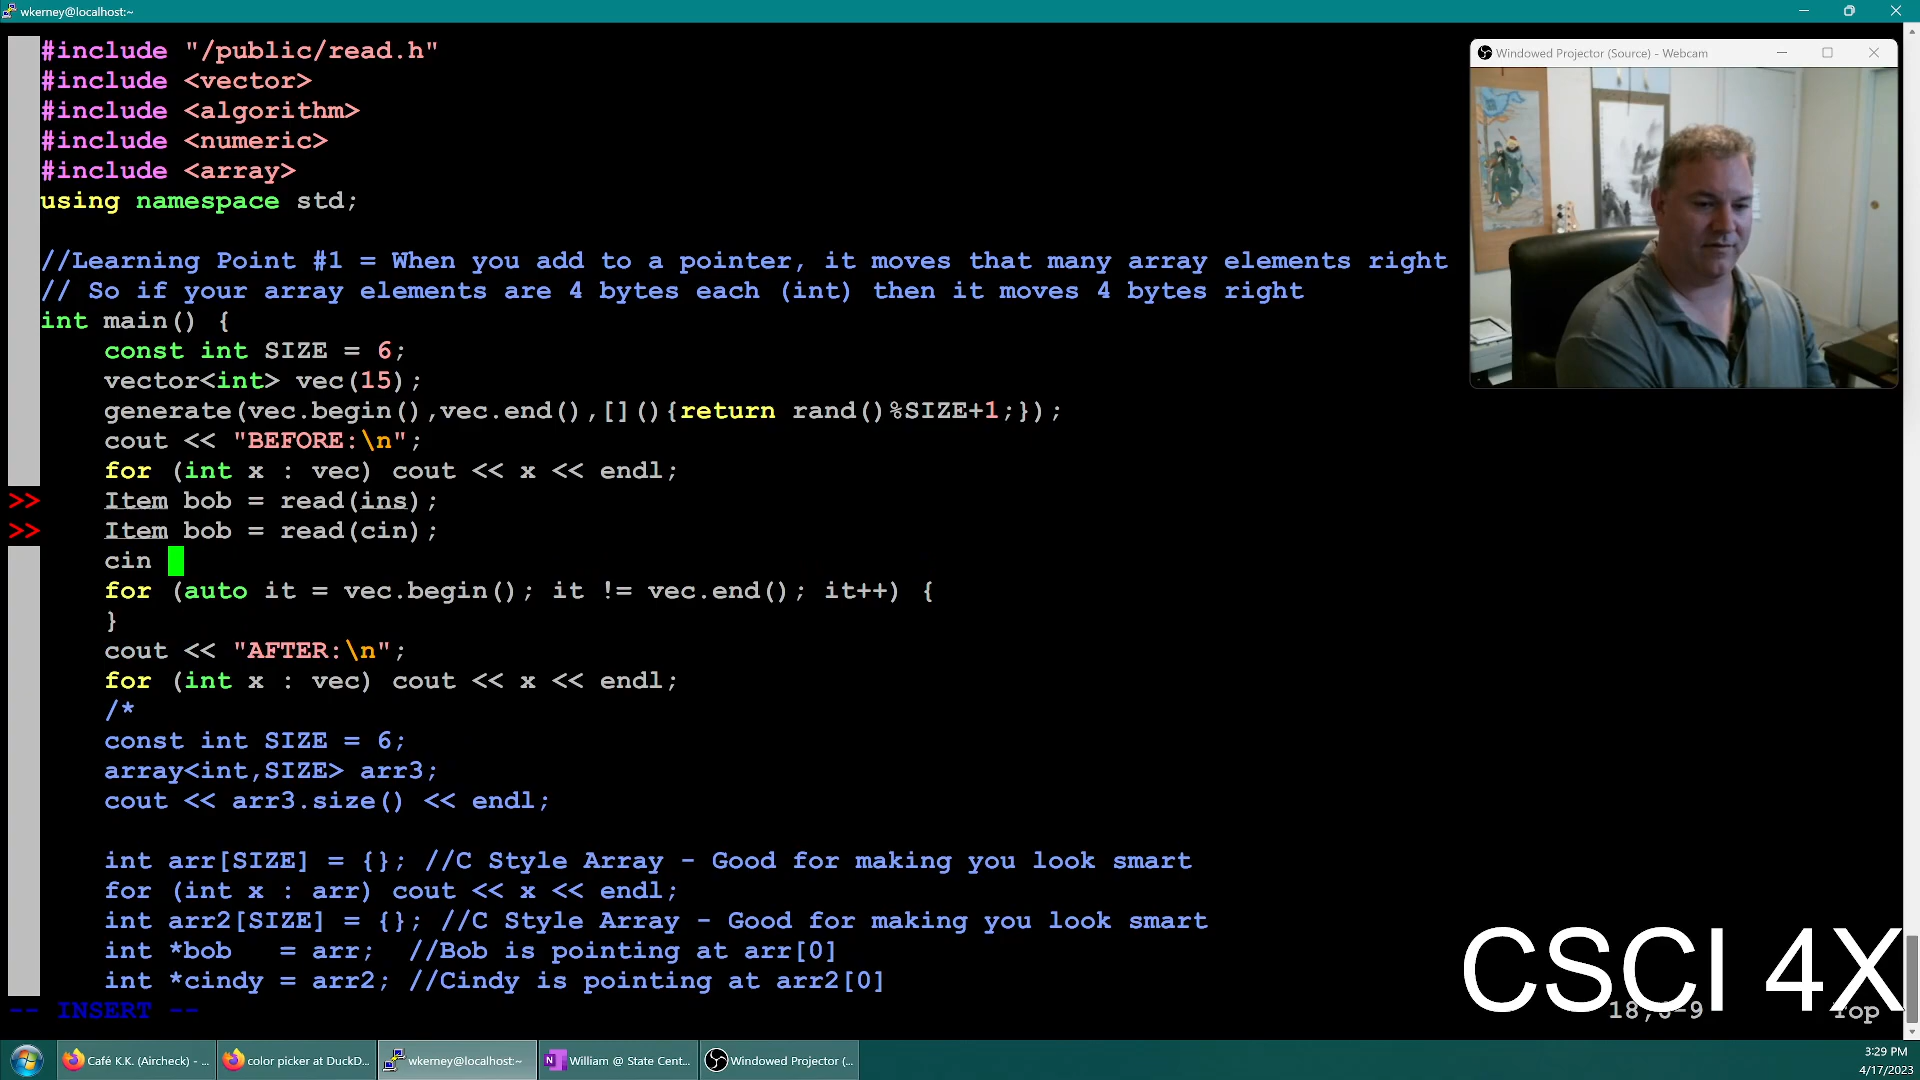 wkerney@localhost:~
#include "/public/read.h"
#include <vector>
#include <algorithm>
#include <numeric>
#include <array>
using namespace std;
//Learning Point #1 = When you add to a pointer, it moves that many array elements right
// So if your array elements are 4 bytes each (int) then it moves 4 bytes right
int main() {
const int SIZE = 6;
vector<int> vec(15);
generate(vec.begin(),vec.end(),[](){return rand()%SIZE+1;});
cout << "BEFORE:\n";
for (int x : vec) cout << x << endl;
>> Item bob = read(ins);
>> Item bob = read(cin);
cin
for (auto it = vec.begin(); it != vec.end(); it++) {
}
cout << "AFTER:\n";
for (int x : vec) cout << x << endl;
/*
const int SIZE = 6;
array<int,SIZE> arr3;
cout << arr3.size() << endl;
int arr[SIZE] = {}; //C Style Array - Good for making you look smart
for (int x : arr) cout << x << endl;
int arr2[SIZE] = {}; //C Style Array - Good for making you look smart
int *bob   = arr;  //Bob is pointing at arr[0]
int *cindy = arr2; //Cindy is pointing at arr2[0]
-- INSERT --
Top
Windowed Projector (Source) - Webcam
CSCI 4X
Café K.K. (Aircheck) - ...
color picker at DuckD...
wkerney@localhost:~
William @ State Cent...
Windowed Projector (...
3:29 PM
4/17/2023